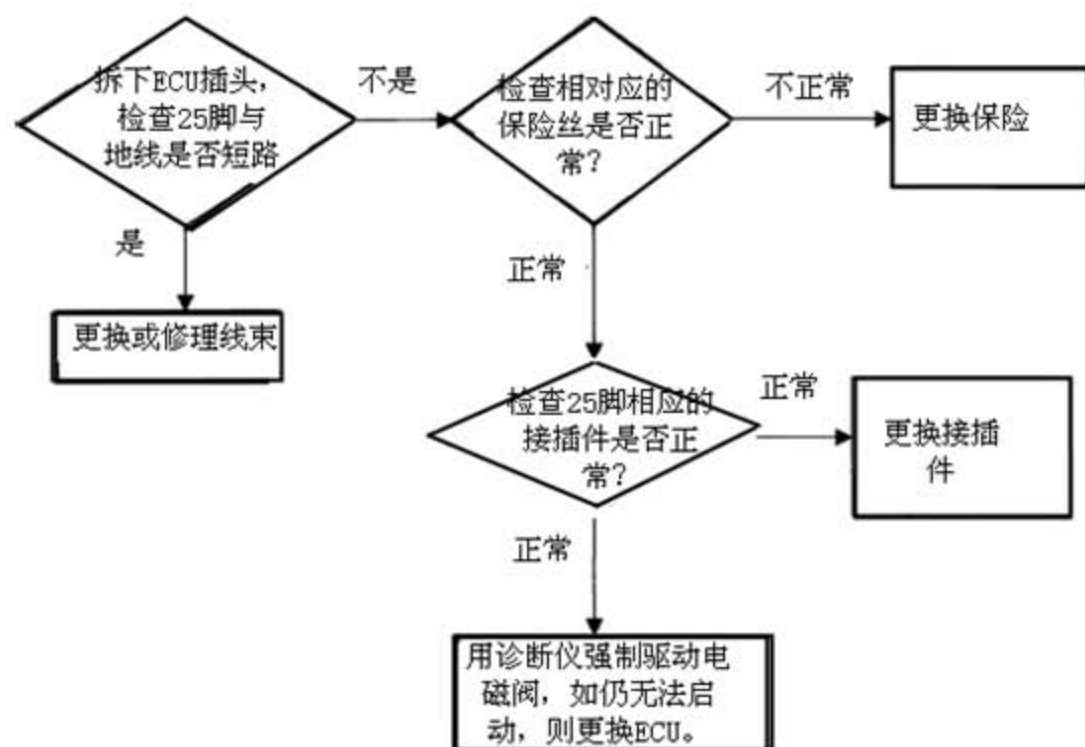 拆下ECU插头，
检查25脚与
地线是否短路
不是
检查相对应的
保险丝是否正
常?
不正常
更换保险
是
更换或修理线束
正常
检查25脚相应的
接插件是否正
常?
正常
更换接插
件
正常
用诊断仪强制驱动电
磁阀，如仍无法启
动，则更换ECU。